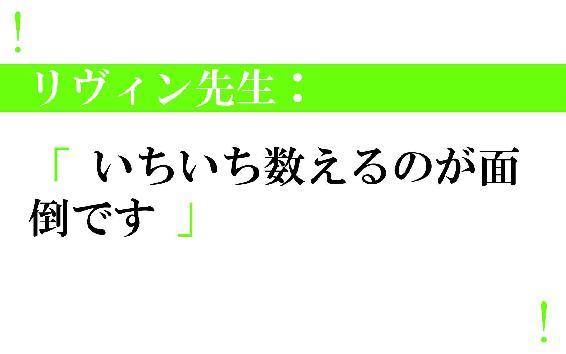 ！
リヴィン先生：
「 いちいち数えるのが面
倒です 」
！